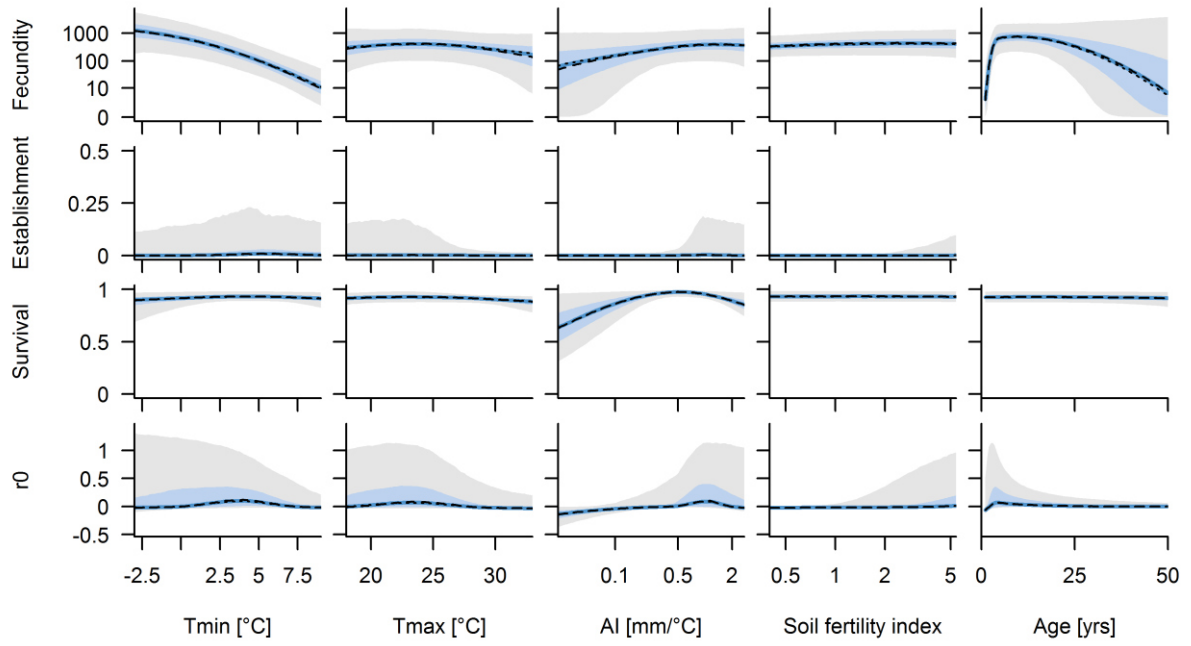 Fecundity
1000
100
10
0
Establishment
0.5
0.25
0
Survival
1
0.5
0
r0
1
0.5
0
-0.5
-2.5 2.5 5 7.5 20 25 30 0.1 0.5 2 0.5 1 2 5 0 25 50
Tmin [°C] Tmax [°C] AI [mm/°C] Soil fertility index Age [yrs]